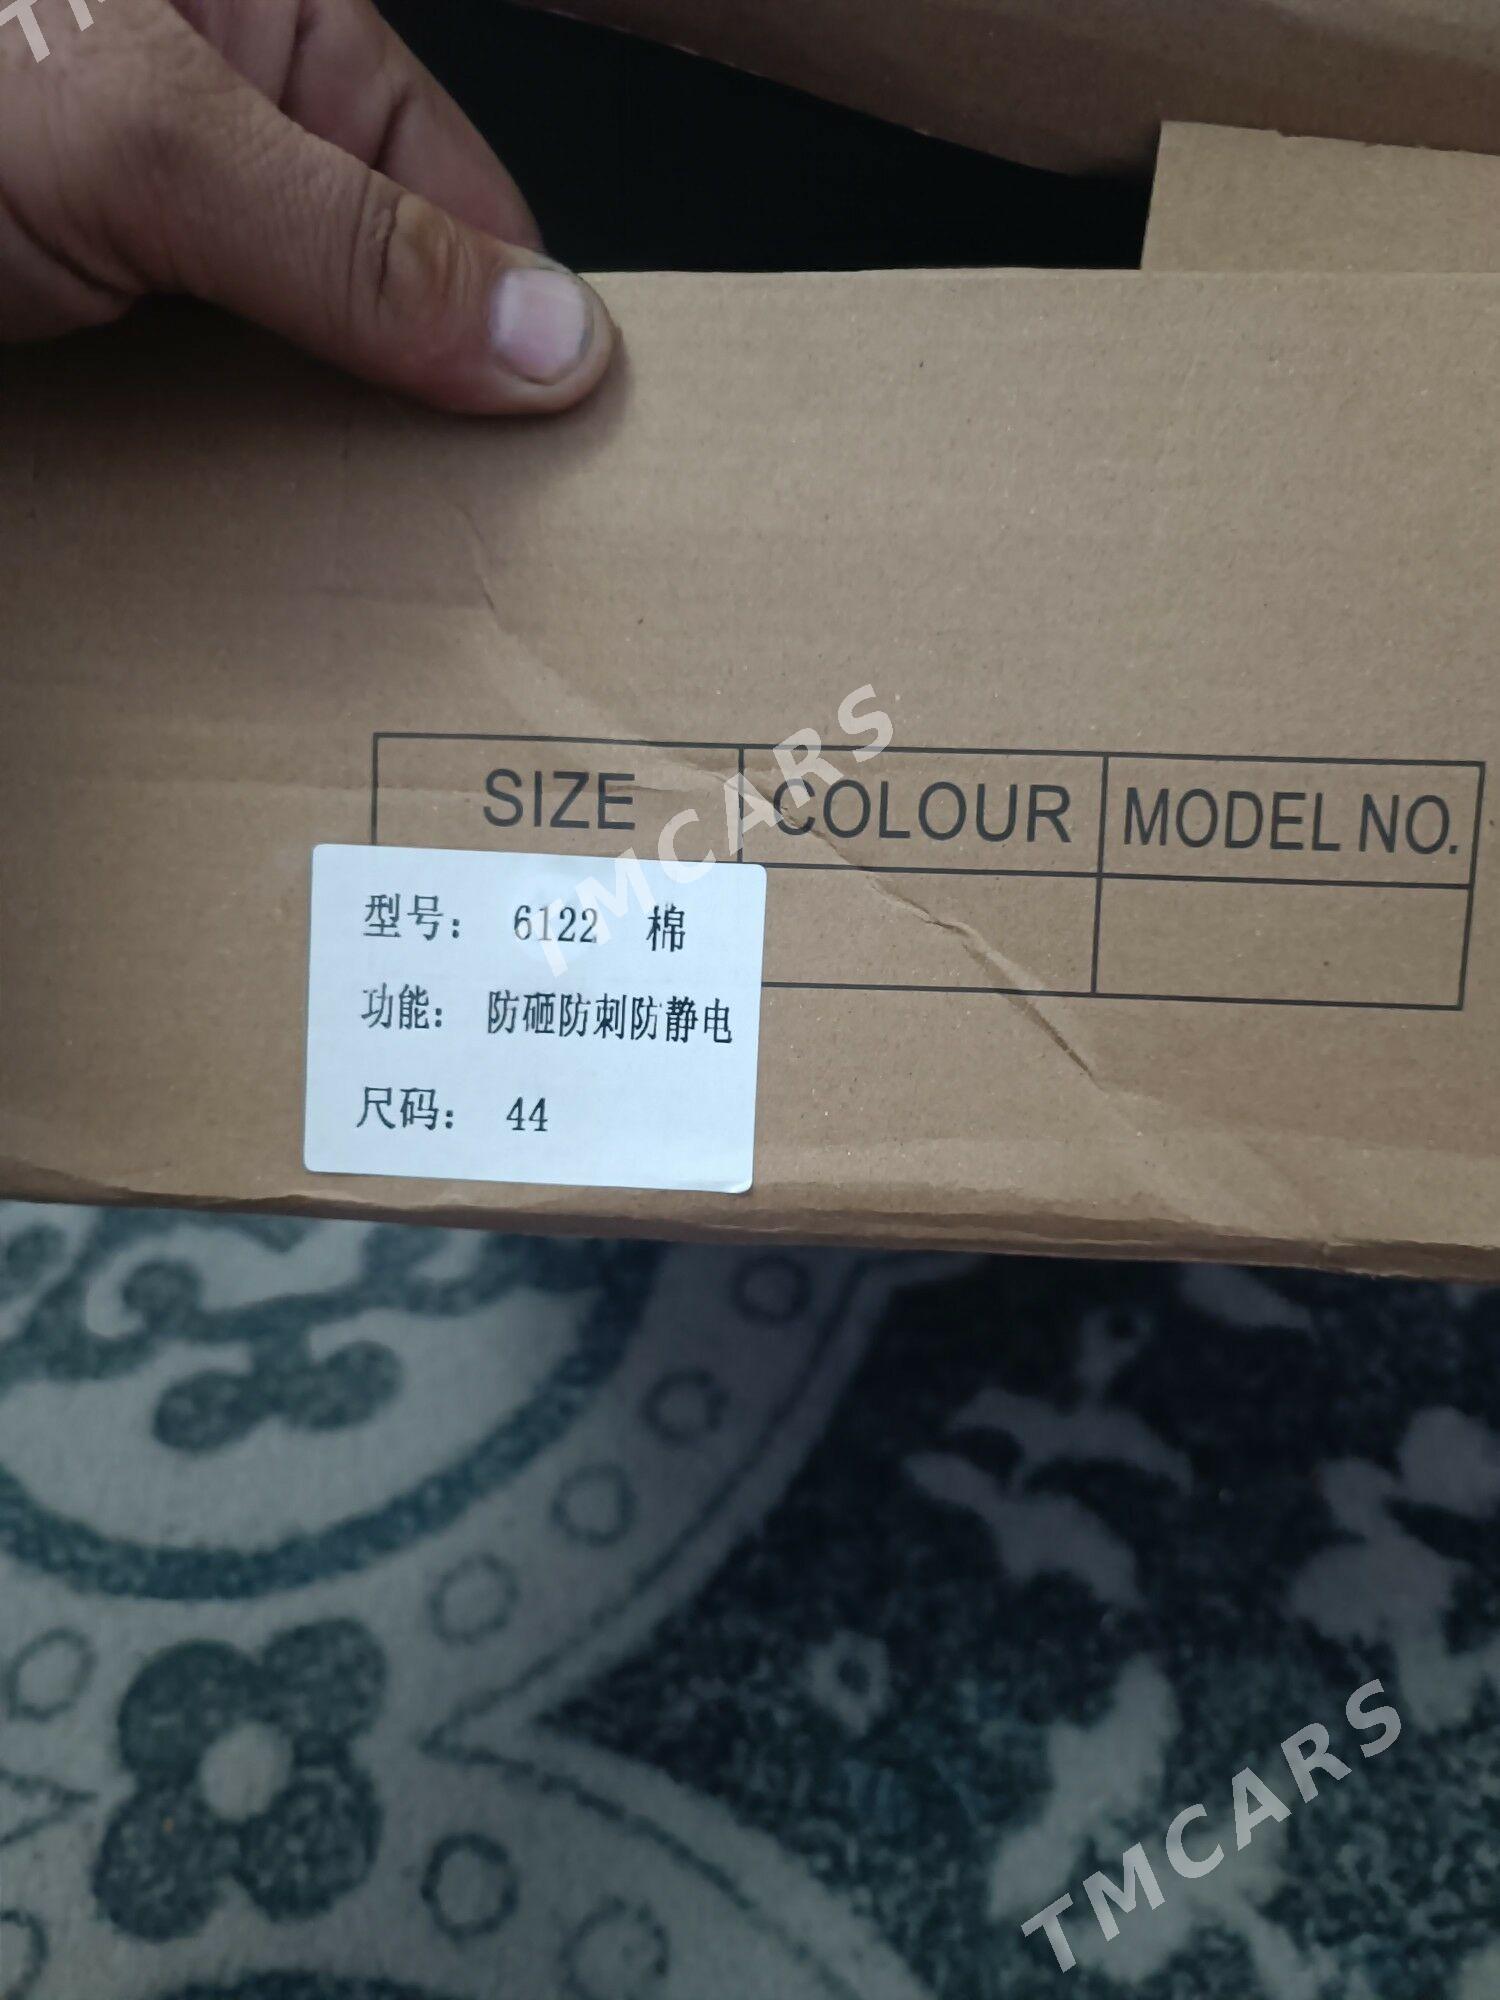 TMCARS
SIZE COLOUR MODEL NO.
型号： 6122 棉
功能： 防砸防刺防静电
尺码： 44
TMCARS